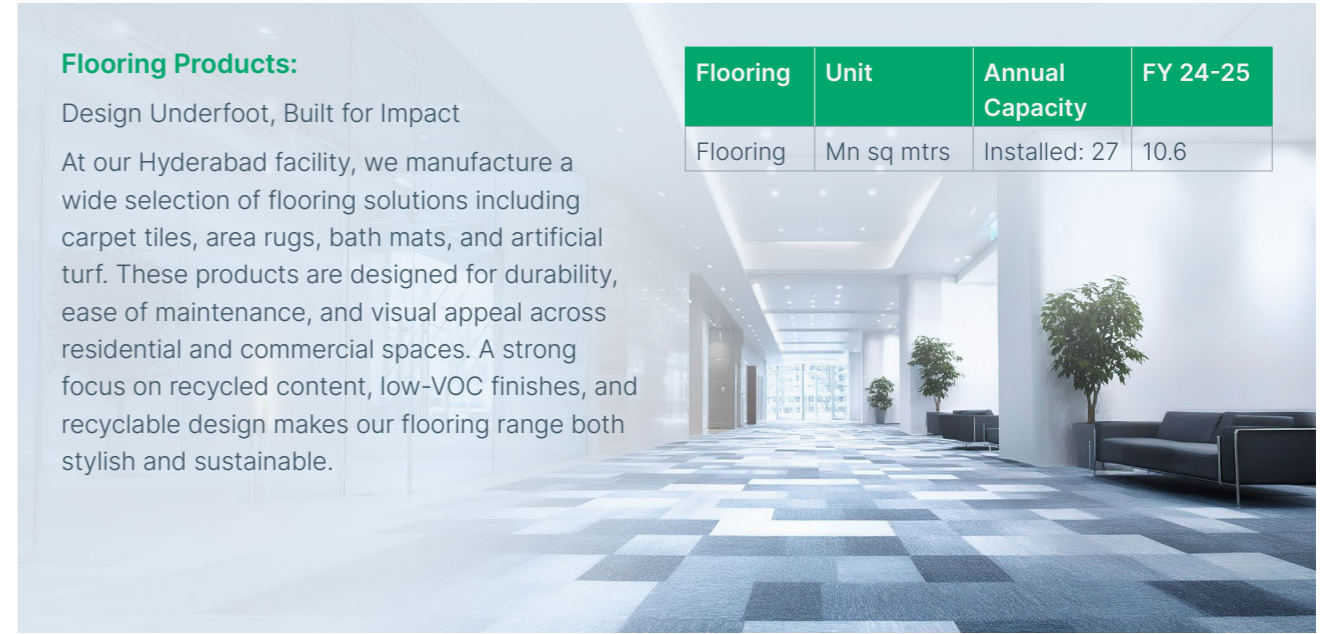 Flooring Products:
Design Underfoot, Built for Impact
At our Hyderabad facility, we manufacture a
wide selection of flooring solutions including
carpet tiles, area rugs, bath mats, and artificial
turf. These products are designed for durability,
ease of maintenance, and visual appeal across
residential and commercial spaces. A strong
focus on recycled content, low-VOC finishes, and
recyclable design makes our flooring range both
stylish and sustainable.
Flooring Unit Annual Capacity FY 24-25
Flooring Mn sq mtrs Installed: 27 10.6